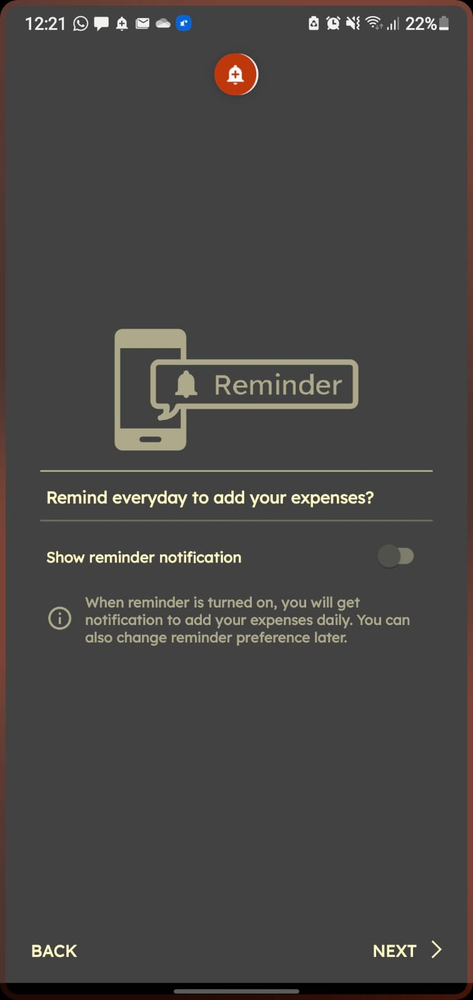 12:21
22%
Reminder
Remind everyday to add your expenses?
Show reminder notification
When reminder is turned on, you will get
notification to add your expenses daily. You can
also change reminder preference later.
BACK
NEXT